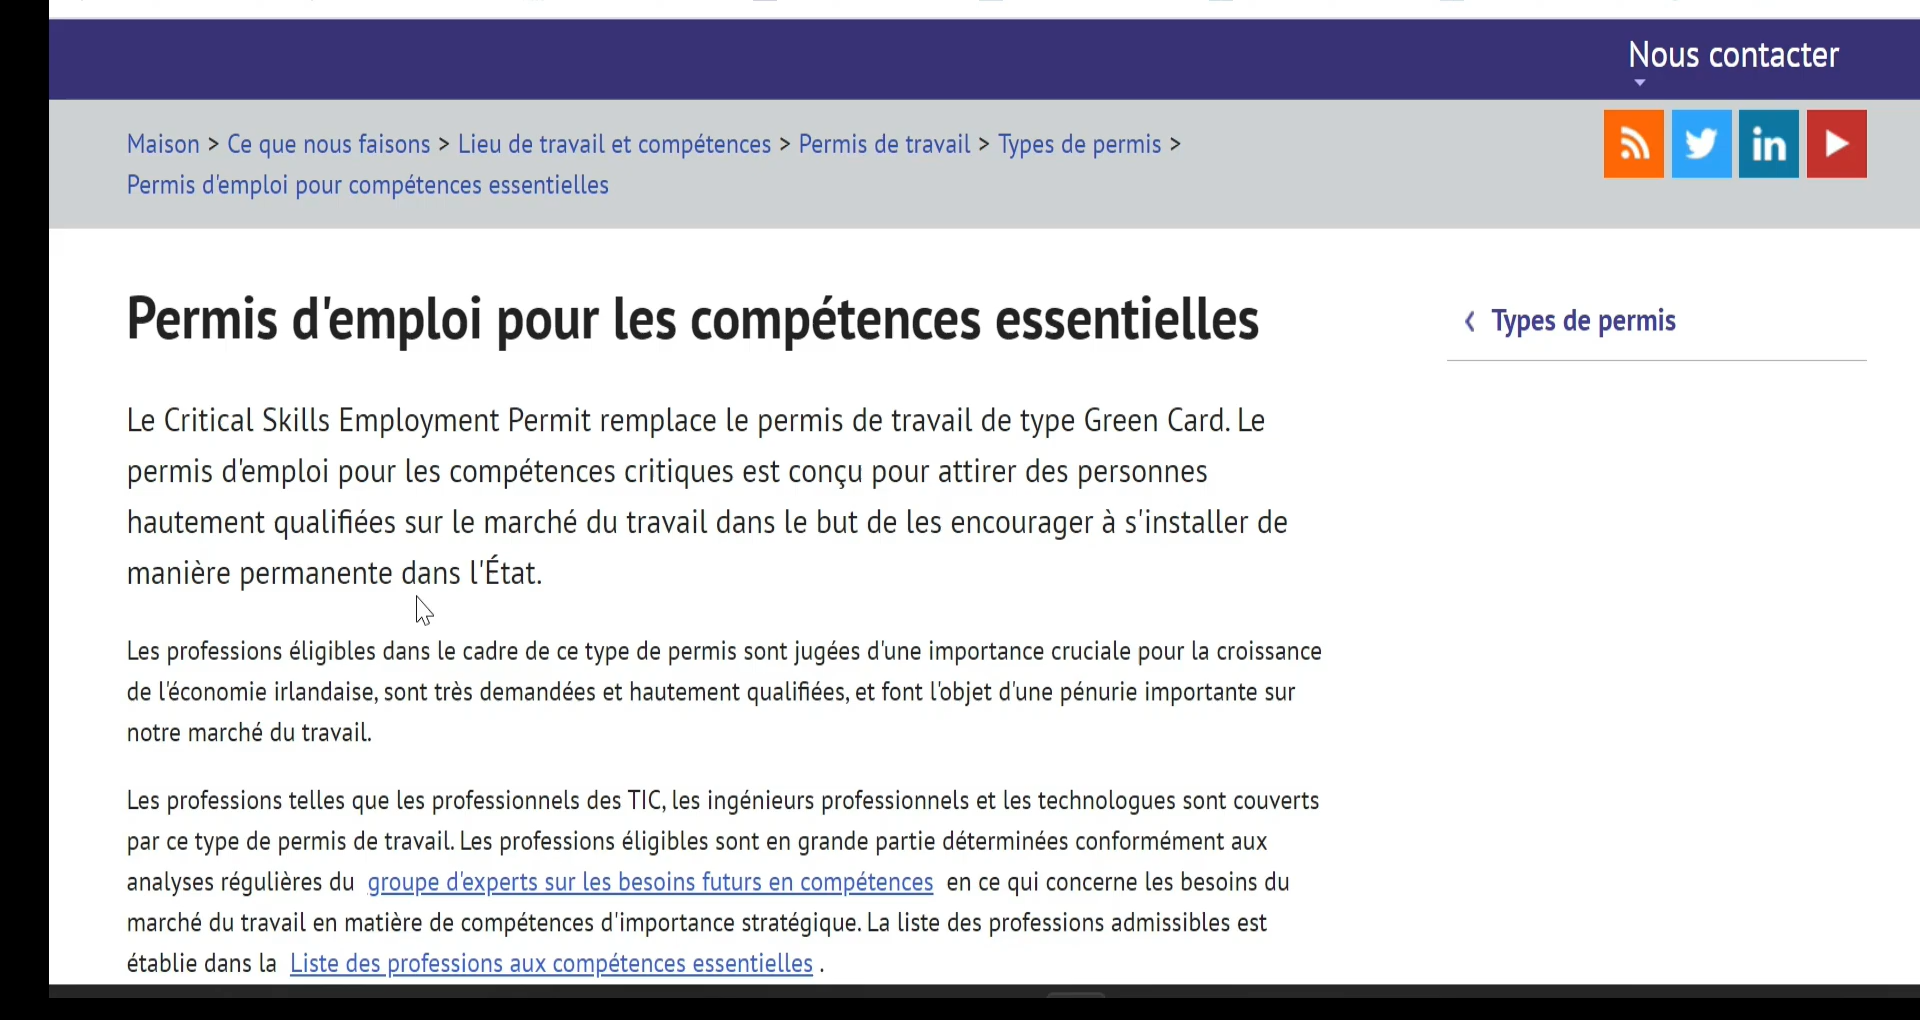 Nous contacter
Maison > Ce que nous faisons > Lieu de travail et compétences > Permis de travail > Types de permis >
Permis d'emploi pour compétences essentielles
in
Permis d'emploi pour les compétences essentielles
‹ Types de permis
Le Critical Skills Employment Permit remplace le permis de travail de type Green Card. Le
permis d'emploi pour les compétences critiques est conçu pour attirer des personnes
hautement qualifiées sur le marché du travail dans le but de les encourager à s'installer de
manière permanente dans l'État.
Les professions éligibles dans le cadre de ce type de permis sont jugées d'une importance cruciale pour la croissance
de l'économie irlandaise, sont très demandées et hautement qualifiées, et font l'objet d'une pénurie importante sur
notre marché du travail.
Les professions telles que les professionnels des TIC, les ingénieurs professionnels et les technologues sont couverts
par ce type de permis de travail. Les professions éligibles sont en grande partie déterminées conformément aux
analyses régulières du groupe d'experts sur les besoins futurs en compétences en ce qui concerne les besoins du
marché du travail en matière de compétences d'importance stratégique. La liste des professions admissibles est
établie dans la Liste des professions aux compétences essentielles .